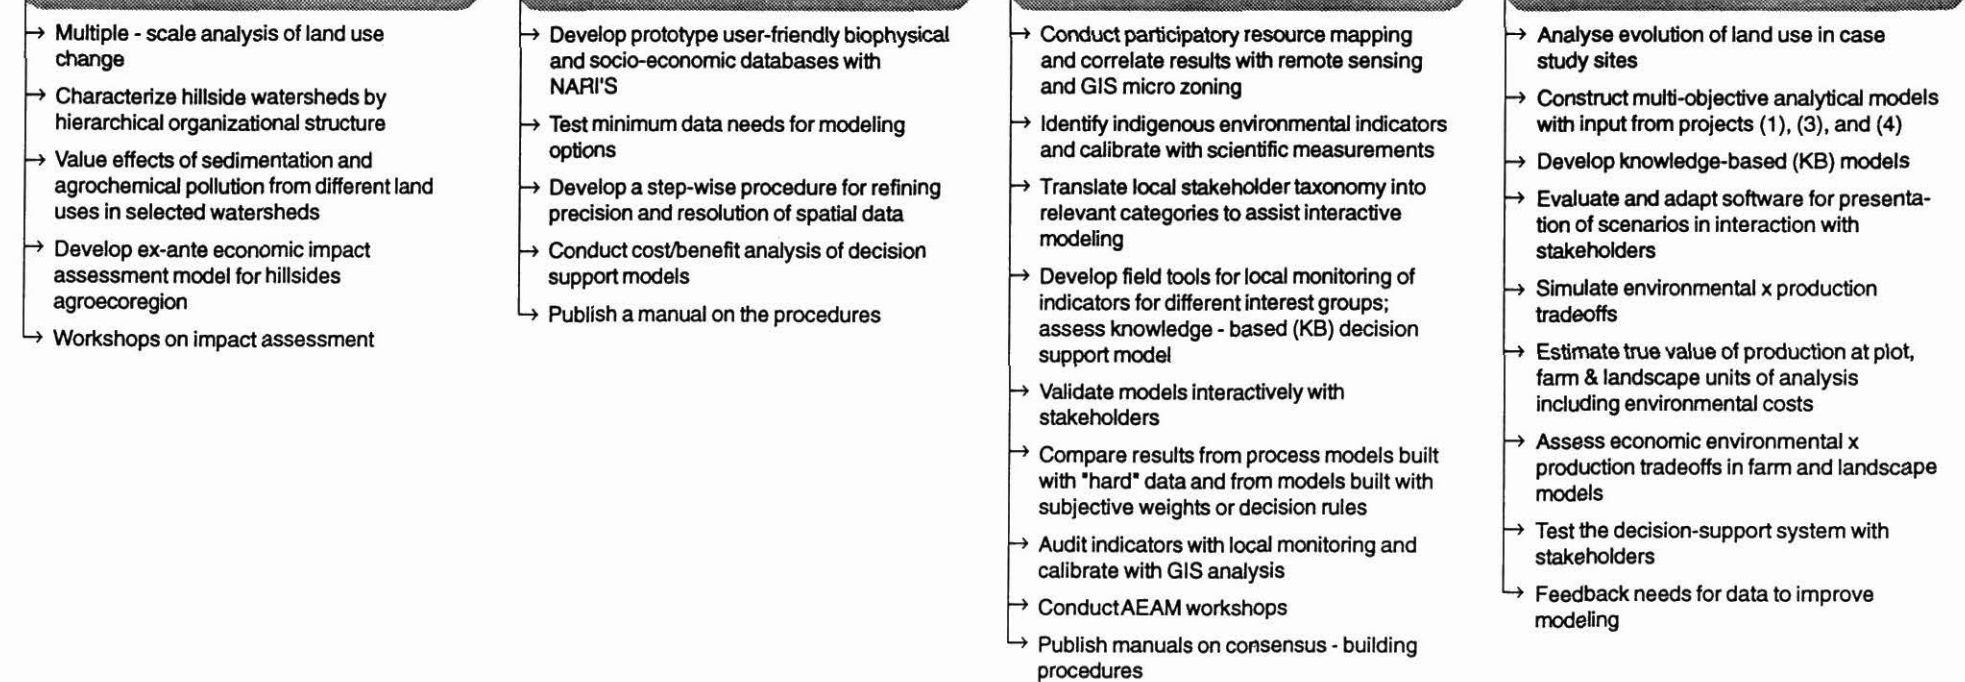 Multiple - scale analysis of land use
change
Characterize hillside watersheds by
hierarchical organizational structure
Value effects of sedimentation and
agrochemical pollution from different land
uses in selected watersheds
Develop ex-ante economic impact
assessment model for hillsides
agroecoregion
Workshops on impact assessment
Develop prototype user-friendly biophysical
and socio-economic databases with
NARI'S
Test minimum data needs for modeling
options
Develop a step-wise procedure for refining
precision and resolution of spatial data
Conduct cost/benefit analysis of decision
support models
Publish a manual on the procedures
Conduct participatory resource mapping
and correlate results with remote sensing
and GIS micro zoning
Identify indigenous environmental indicators
and calibrate with scientific measurements
Translate local stakeholder taxonomy into
relevant categories to assist interactive
modeling
Develop field tools for local monitoring of
indicators for different interest groups;
assess knowledge - based (KB) decision
support model
Validate models interactively with
stakeholders
Compare results from process models built
with "hard" data and from models built with
subjective weights or decision rules
Audit indicators with local monitoring and
calibrate with GIS analysis
Conduct AEAM workshops
Publish manuals on consensus - building
procedures
Analyse evolution of land use in case
study sites
Construct multi-objective analytical models
with input from projects (1), (3), and (4)
Develop knowledge-based (KB) models
Evaluate and adapt software for presenta-
tion of scenarios in interaction with
stakeholders
Simulate environmental x production
tradeoffs
Estimate true value of production at plot,
farm & landscape units of analysis
including environmental costs
Assess economic environmental x
production tradeoffs in farm and landscape
models
Test the decision-support system with
stakeholders
Feedback needs for data to improve
modeling